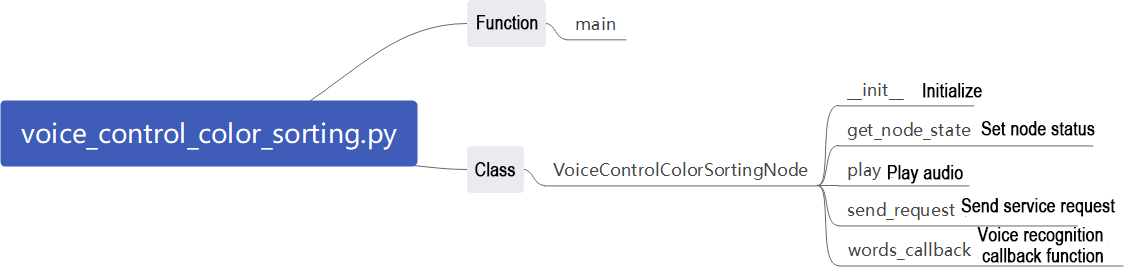 Function
main
voice_control_color_sorting.py
Class
VoiceControlColorSortingNode
__init__ Initialize
get_node_state Set node status
play Play audio
send_request Send service request
words_callback Voice recognition
callback function